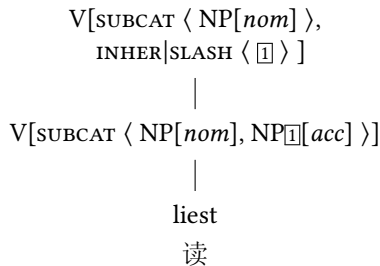 V[SUBCAT ⟨ NP[nom] ⟩,
INHER|SLASH ⟨ 1 ⟩ ]
V[SUBCAT ⟨ NP[nom], NP1[acc] ⟩]
liest
读